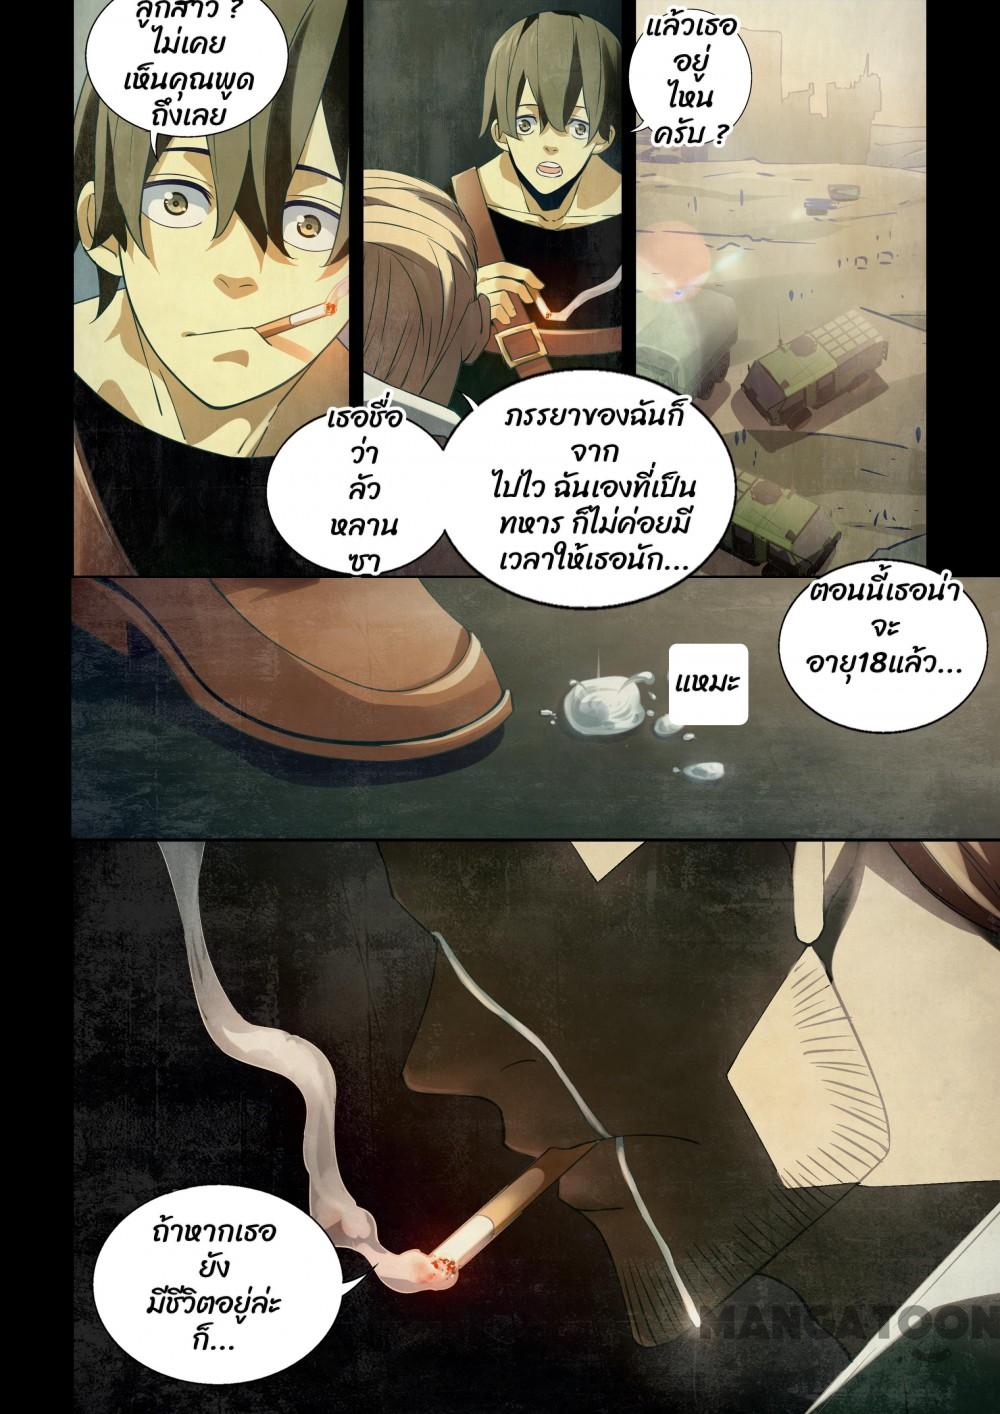 ลูกสาว ?
ไม่เคย
เห็นคุณพูด
ถึงเลย
แล้วเธอ
อยู่
ไหน
ครับ ?
เธอชื่อ
ว่า
ลัว
หลาน
ซา
ภรรยาของฉันก็
จาก
ไปไว ฉันเองที่เป็น
ทหาร ก็ไม่ค่อยมี
เวลาให้เธอนัก...
ตอนนี้เธอน่า
จะ
อายุ18แล้ว...
แหมะ
ถ้าหากเธอ
ยัง
มีชีวิตอยู่ล่ะ
ก็...
MANGATOON